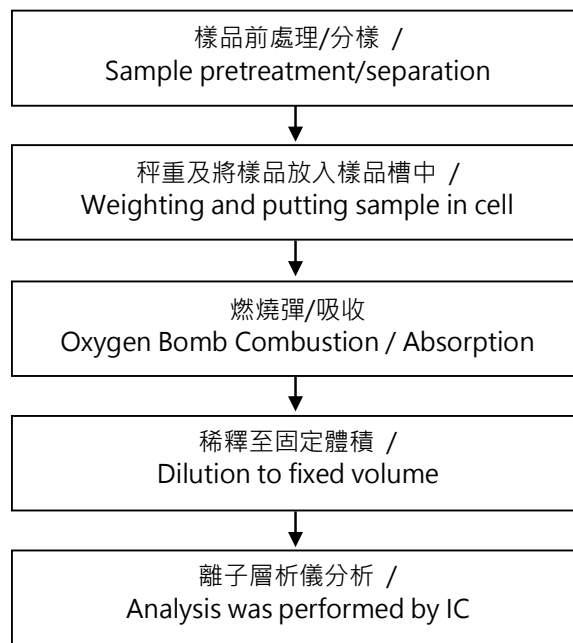 樣品前處理/分樣 /
Sample pretreatment/separation
秤重及將樣品放入樣品槽中 /
Weighting and putting sample in cell
燃燒彈/吸收
Oxygen Bomb Combustion / Absorption
稀釋至固定體積 /
Dilution to fixed volume
離子層析儀分析 /
Analysis was performed by IC